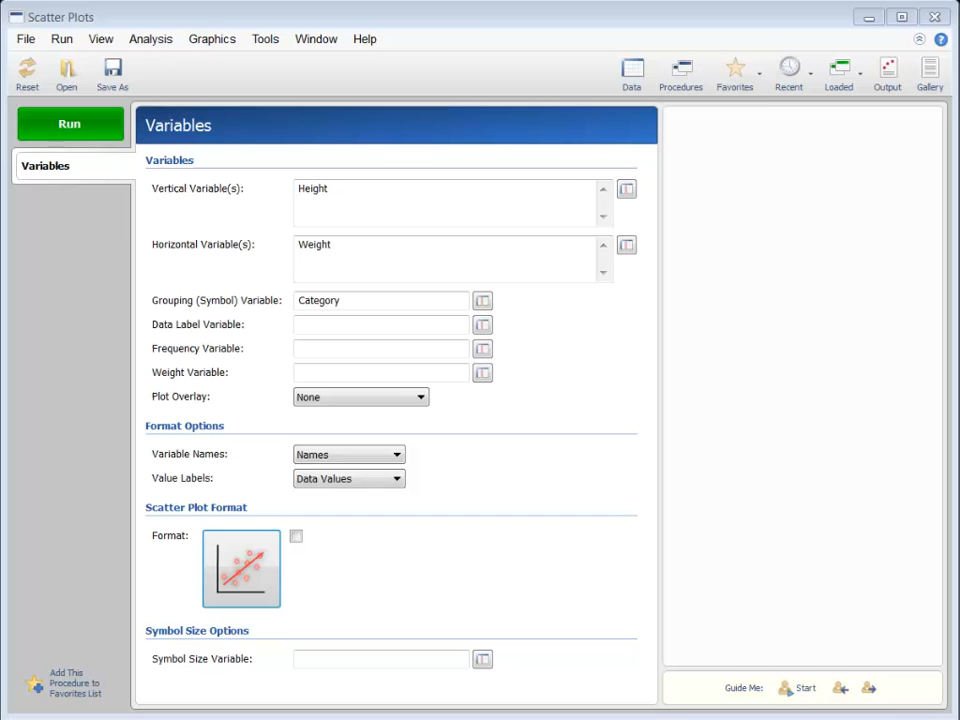 Scatter Plots
File Run View Analysis Graphics Tools Window Help
Reset Open Save As Data Procedures Favorites Recent Loaded Output Gallery
Run
Variables
Variables
Variables
Vertical Variable(s): Height
Horizontal Variable(s): Weight
Grouping (Symbol) Variable: Category
Data Label Variable:
Frequency Variable:
Weight Variable:
Plot Overlay: None
Format Options
Variable Names: Names
Value Labels: Data Values
Scatter Plot Format
Format:
Symbol Size Options
Symbol Size Variable:
Add This
Procedure to
Favorites List
Guide Me: Start